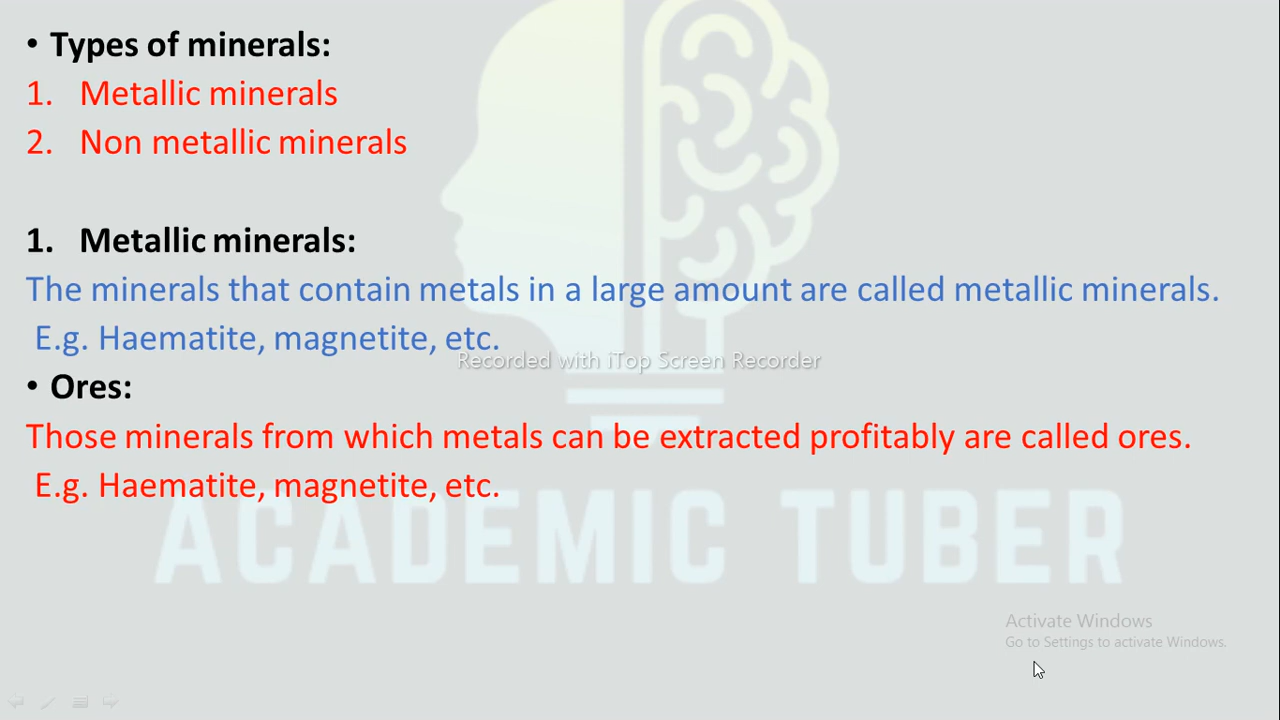 • Types of minerals:
1. Metallic minerals
2. Non metallic minerals
1. Metallic minerals:
The minerals that contain metals in a large amount are called metallic minerals.
E.g. Haematite, magnetite, etc.
Recorded with iTop Screen Recorder
• Ores:
Those minerals from which metals can be extracted profitably are called ores.
E.g. Haematite, magnetite, etc.
ACADEMIC TUBER
Activate Windows
Go to Settings to activate Windows.